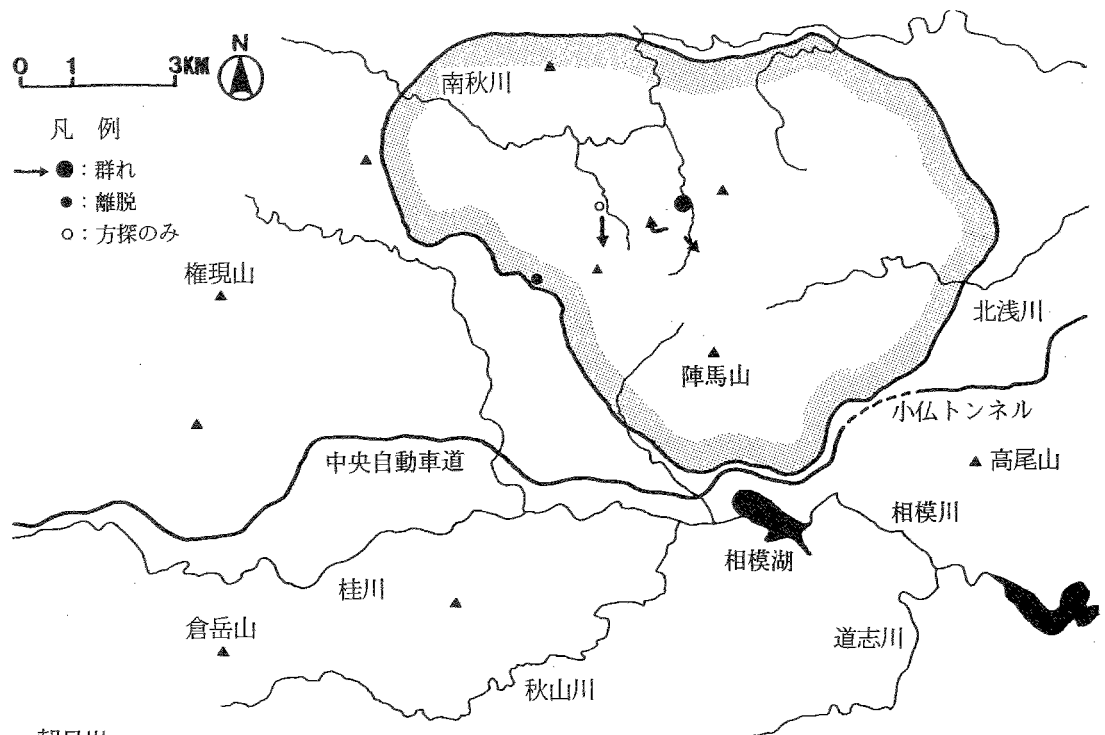 N
0 1 3KM
凡 例
：群れ
：離脱
：方探のみ
南秋川
権現山
北浅川
陣馬山
小仏トンネル
中央自動車道
高尾山
相模川
相模湖
桂川
倉岳山
道志川
秋山川